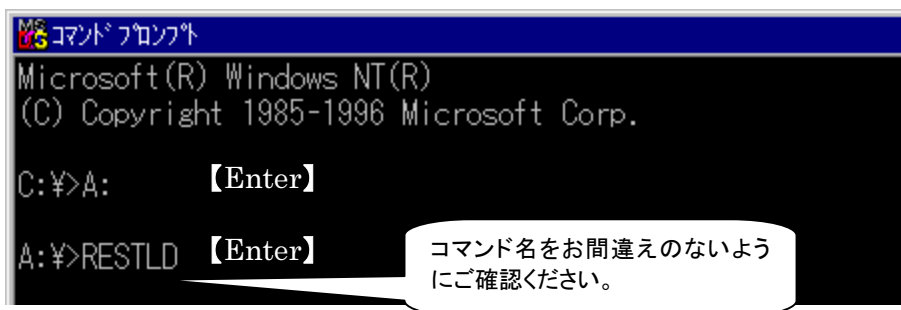 MS DOS コマンド プロンプト
Microsoft(R) Windows NT(R)
(C) Copyright 1985-1996 Microsoft Corp.
C:¥>A: 【Enter】
A:¥>RESTLD 【Enter】
コマンド名をお間違えのないよう
にご確認ください。